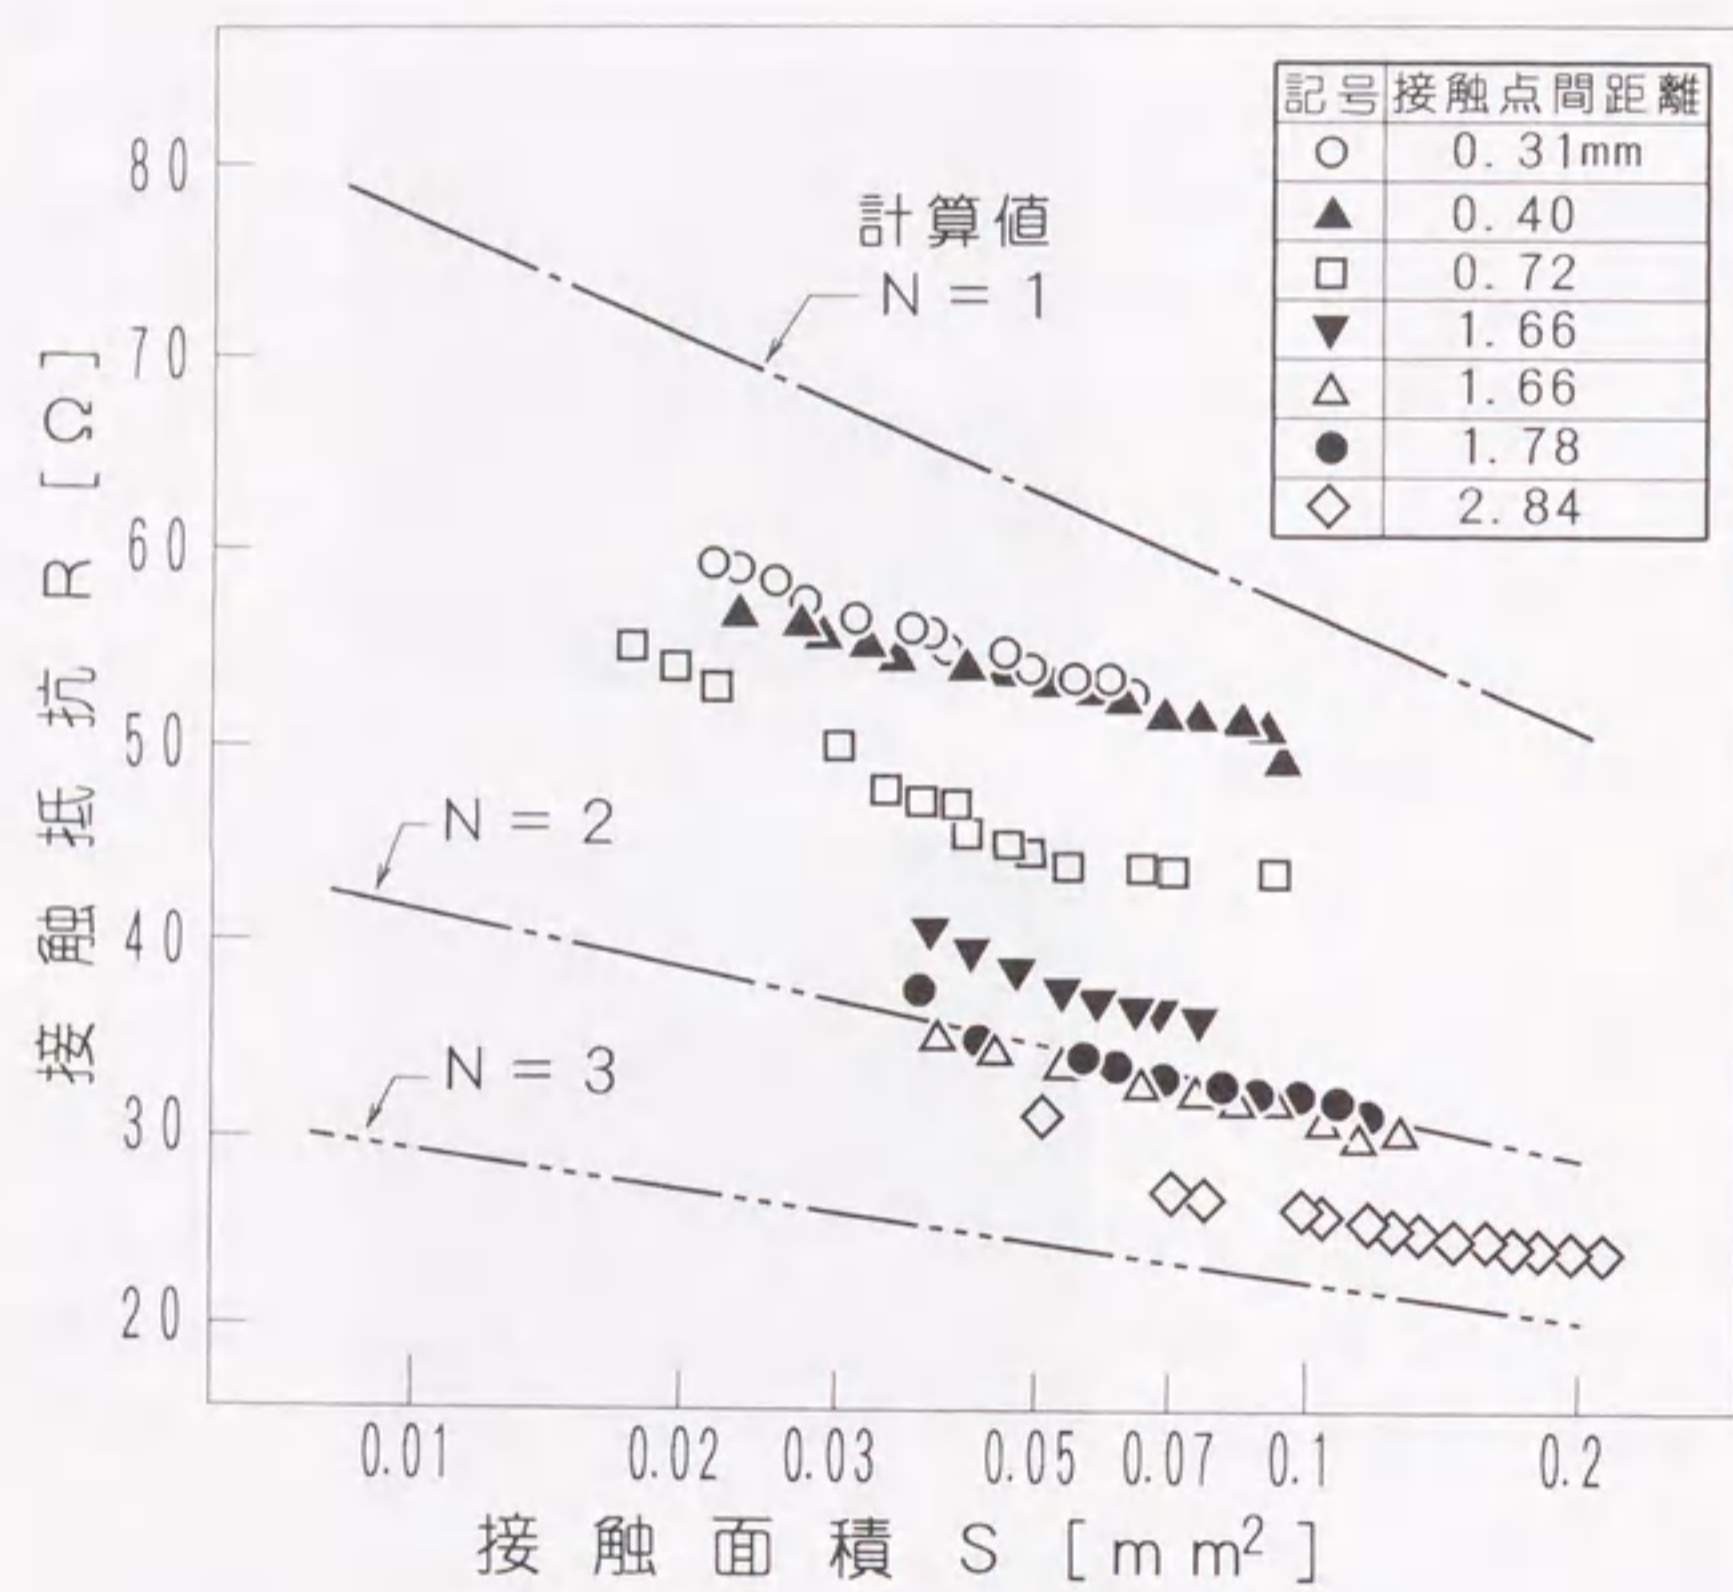 記号 接触点間距離
○ 0.31mm
▲ 0.40
□ 0.72
▼ 1.66
△ 1.66
● 1.78
◇ 2.84
計算値
N = 1
N = 2
N = 3
接触抵抗 R [Ω]
80
70
60
50
40
30
20
0.01 0.02 0.03 0.05 0.07 0.1 0.2
接触面積 S [mm²]